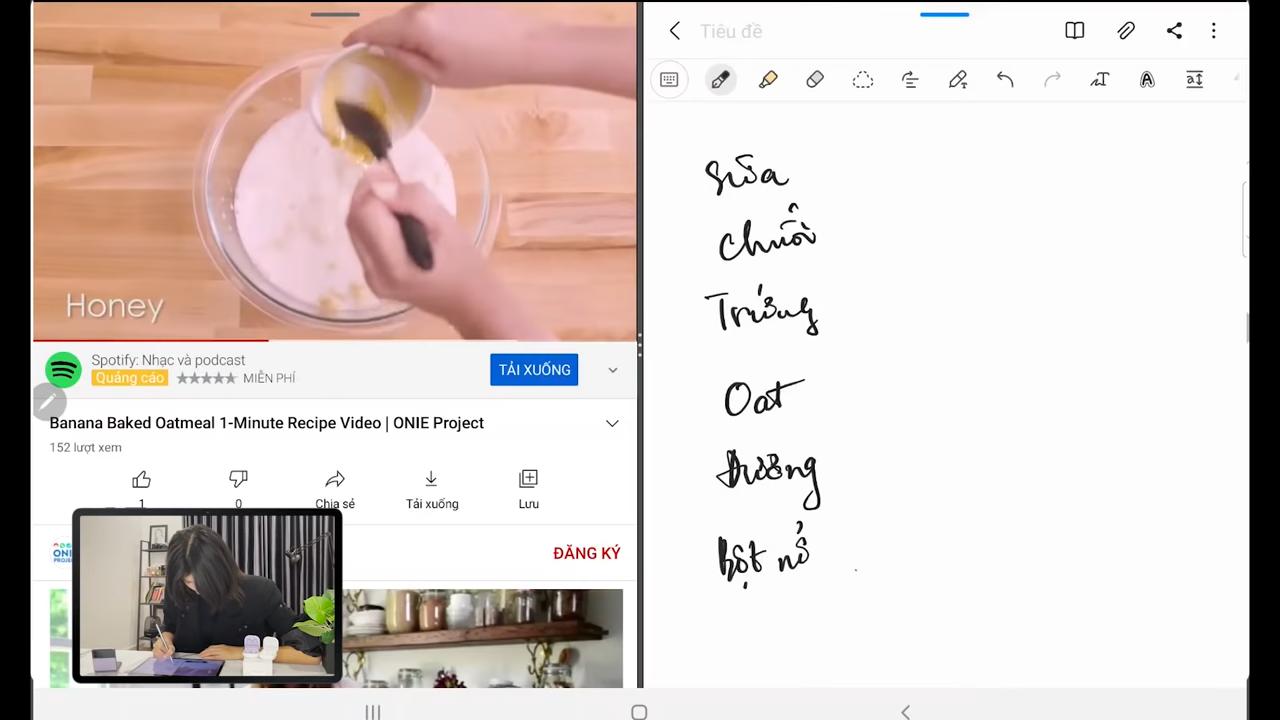 Honey
Spotify: Nhạc và podcast
Quảng cáo
MIỄN PHÍ
TẢI XUỐNG
Banana Baked Oatmeal 1-Minute Recipe Video | ONIE Project
152 lượt xem
1
0
Chia sẻ
Tải xuống
Lưu
ĐĂNG KÝ
Tiêu đề
Sữa
Chuối
Trứng
Oat
Đường
Bột nổ